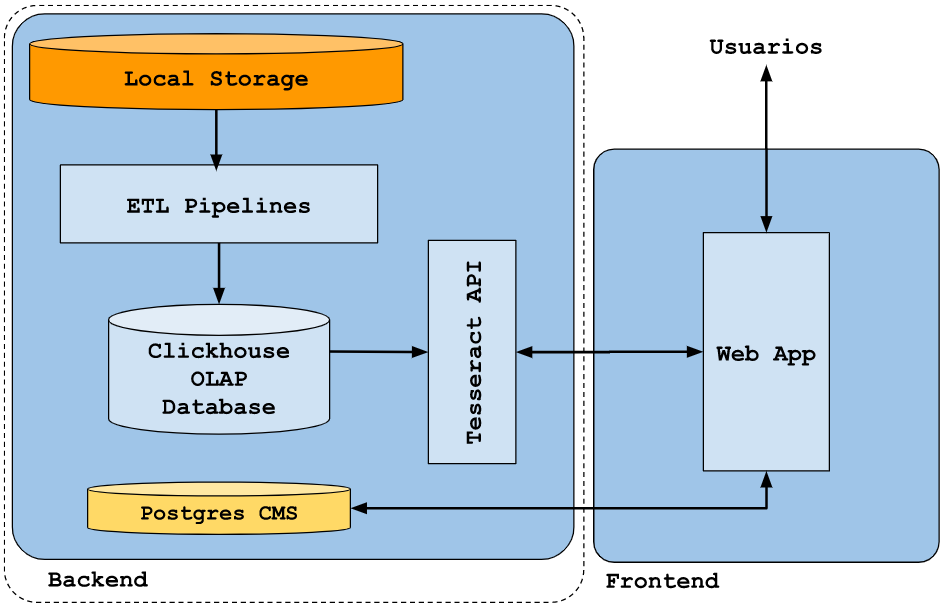 Local Storage
ETL Pipelines
Clickhouse
OLAP
Database
Tesseract API
Postgres CMS
Backend
Usuarios
Web App
Frontend